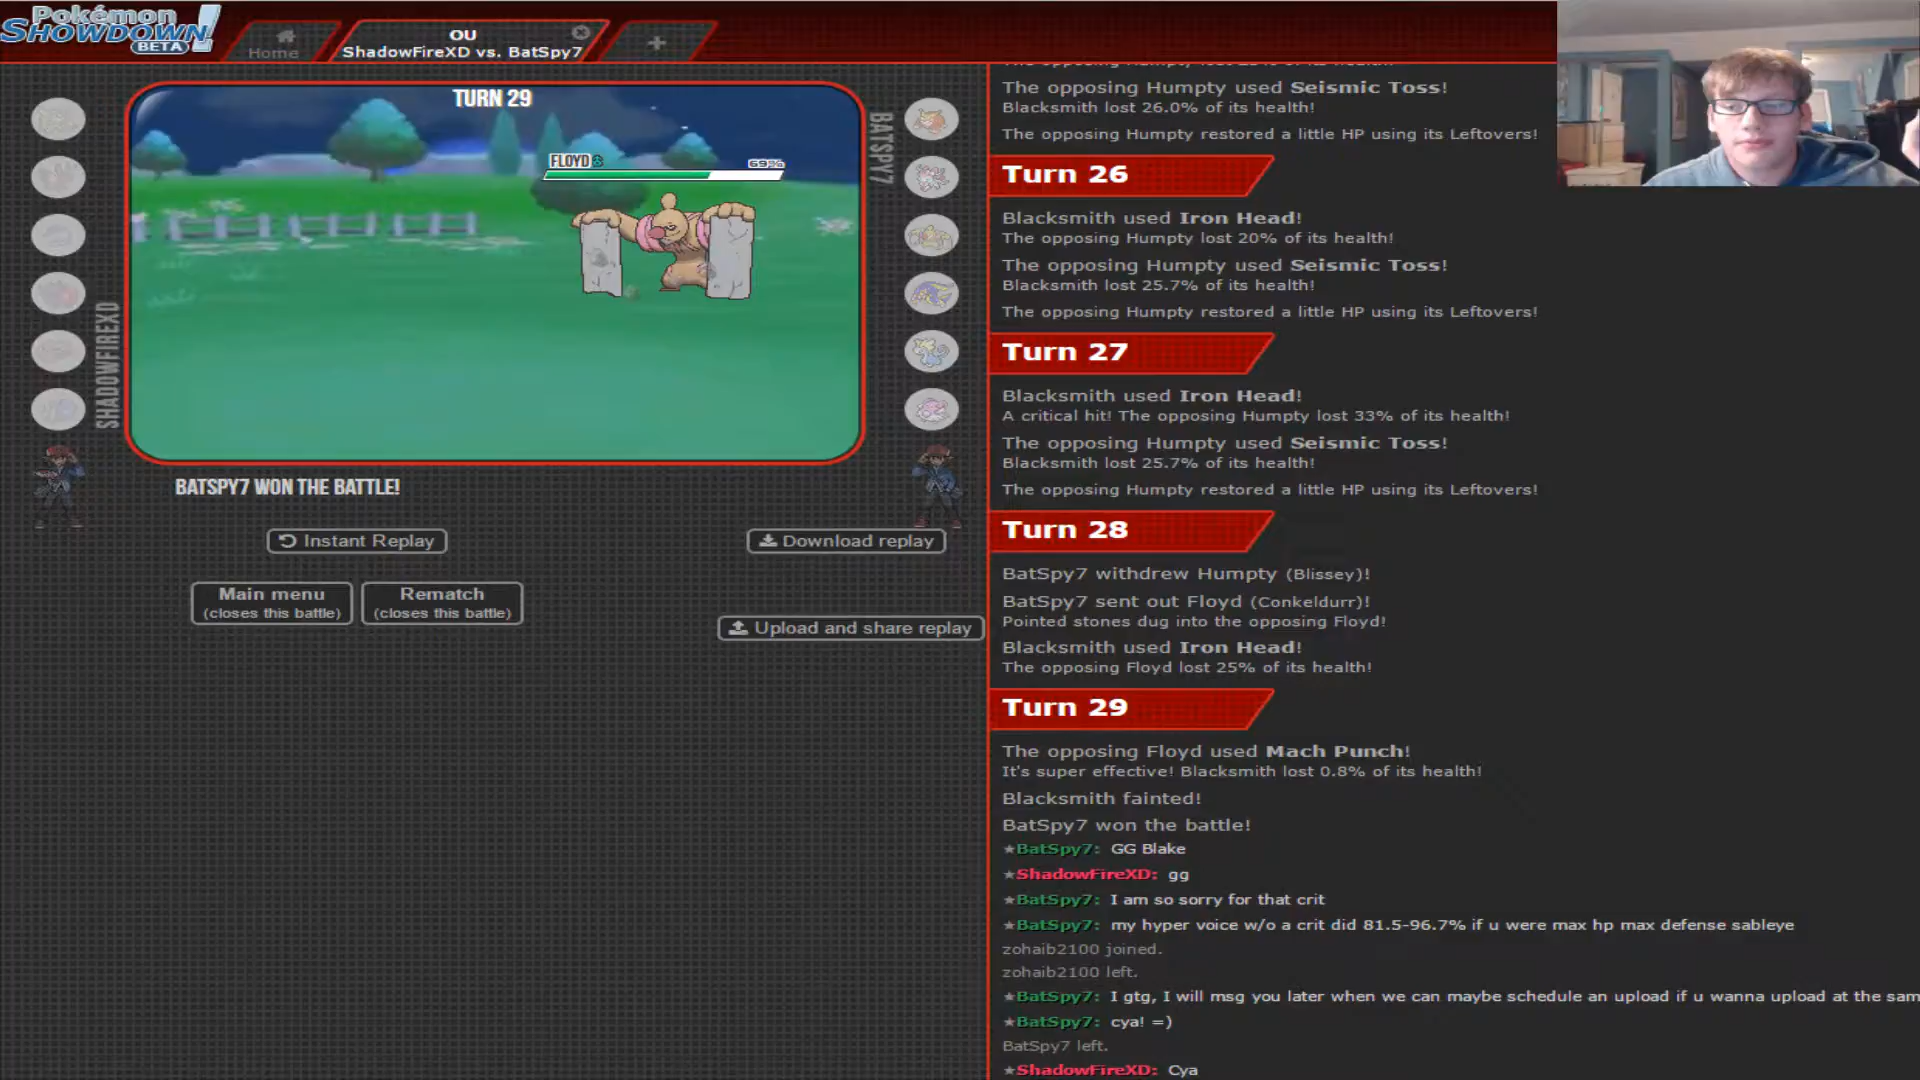 Pokémon
SHOWDOWN!
BETA
Home
OU
ShadowFireXD vs. BatSpy7
TURN 29
FLOYD
69%
SHADOWFIREXD
BATSPY7
BATSPY7 WON THE BATTLE!
Instant Replay
Download replay
Main menu
(closes this battle)
Rematch
(closes this battle)
Upload and share replay
The opposing Humpty used Seismic Toss!
Blacksmith lost 26.0% of its health!
The opposing Humpty restored a little HP using its Leftovers!
Turn 26
Blacksmith used Iron Head!
The opposing Humpty lost 20% of its health!
The opposing Humpty used Seismic Toss!
Blacksmith lost 25.7% of its health!
The opposing Humpty restored a little HP using its Leftovers!
Turn 27
Blacksmith used Iron Head!
A critical hit! The opposing Humpty lost 33% of its health!
The opposing Humpty used Seismic Toss!
Blacksmith lost 25.7% of its health!
The opposing Humpty restored a little HP using its Leftovers!
Turn 28
BatSpy7 withdrew Humpty (Blissey)!
BatSpy7 sent out Floyd (Conkeldurr)!
Pointed stones dug into the opposing Floyd!
Blacksmith used Iron Head!
The opposing Floyd lost 25% of its health!
Turn 29
The opposing Floyd used Mach Punch!
It's super effective! Blacksmith lost 0.8% of its health!
Blacksmith fainted!
BatSpy7 won the battle!
★BatSpy7: GG Blake
★ShadowFireXD: gg
★BatSpy7: I am so sorry for that crit
★BatSpy7: my hyper voice w/o a crit did 81.5-96.7% if u were max hp max defense sableye
zohaib2100 joined.
zohaib2100 left.
★BatSpy7: I gtg, I will msg you later when we can maybe schedule an upload if u wanna upload at the sam
★BatSpy7: cya! =)
BatSpy7 left.
★ShadowFireXD: Cya